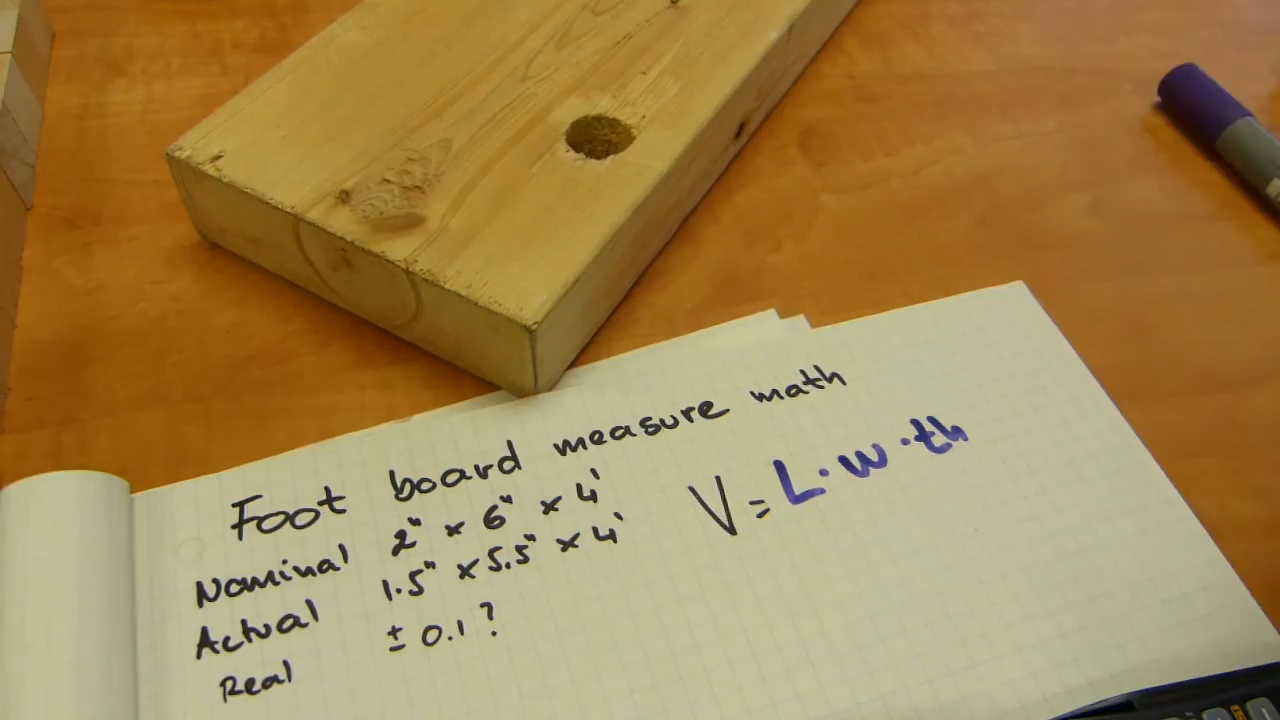 Foot board measure math
Nominal 2" x 6" x 4'
Actual 1.5" x 5.5" x 4'
Real ± 0.1 ?
V = L · w · th